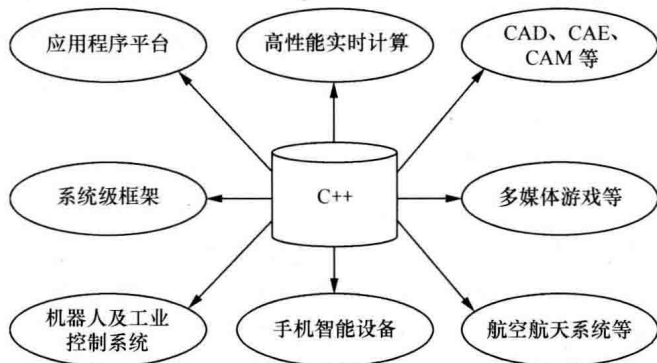 应用程序平台
高性能实时计算
CAD、CAE、
CAM 等
系统级框架
C++
多媒体游戏等
机器人及工业
控制系统
手机智能设备
航空航天系统等